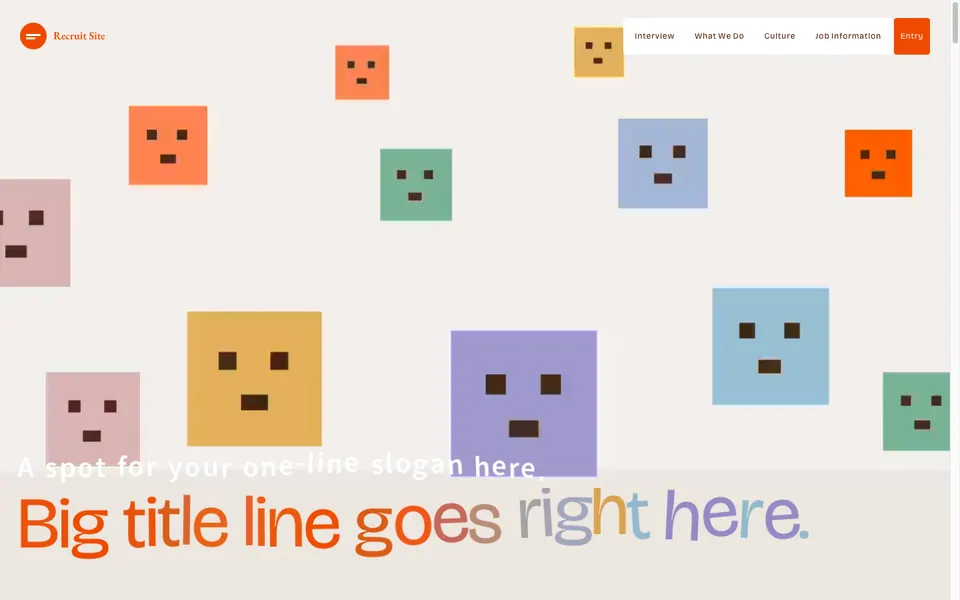 Recruit Site
Interview
What We Do
Culture
Job Information
Entry
A spot for your one-line slogan here.
Big title line goes right here.